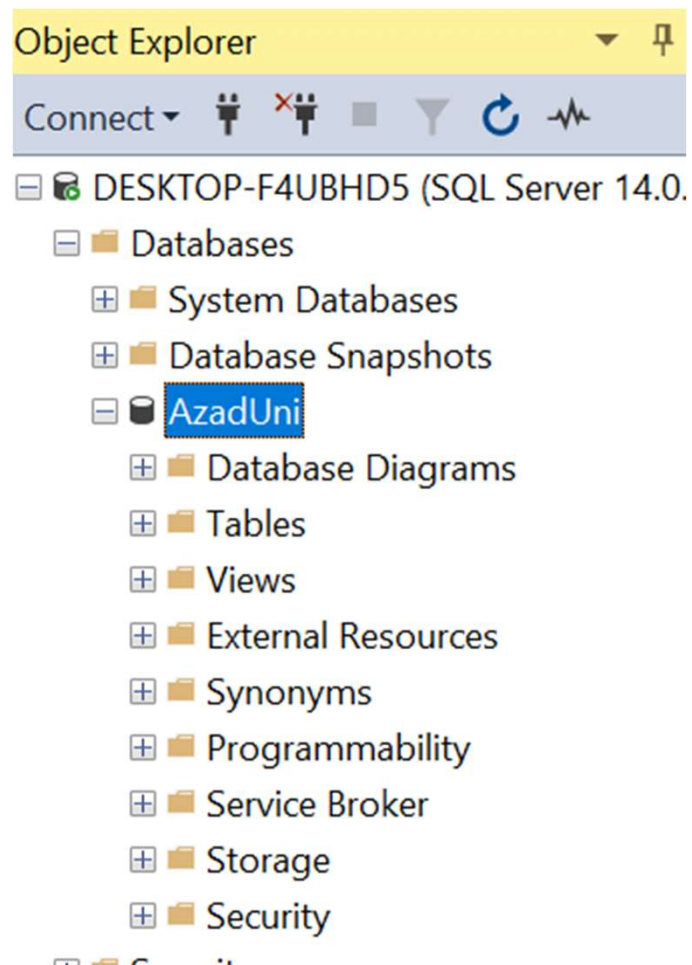 Object Explorer
Connect
DESKTOP-F4UBHD5 (SQL Server 14.0.
Databases
System Databases
Database Snapshots
AzadUni
Database Diagrams
Tables
Views
External Resources
Synonyms
Programmability
Service Broker
Storage
Security